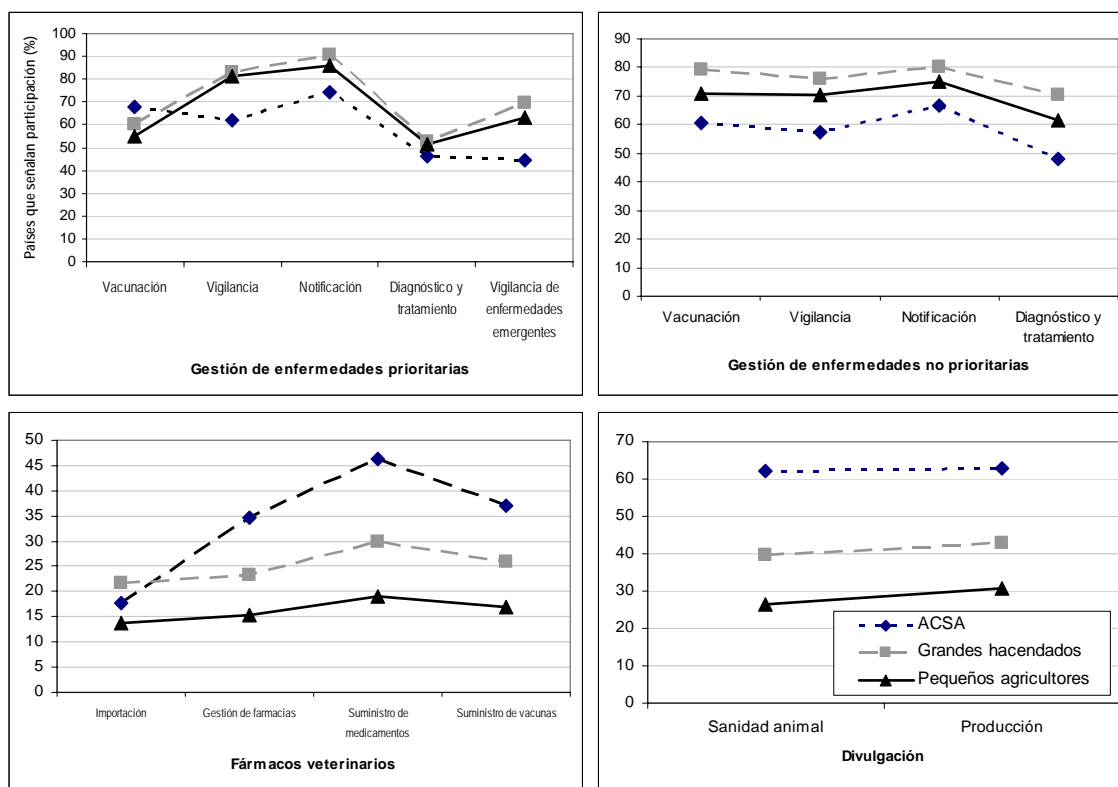 Países que señalan participación (%)
100
90
80
70
60
50
40
30
20
10
0
Vacunación
Vigilancia
Notificación
Diagnóstico y
tratamiento
Vigilancia de
enfermedades
emergentes
Gestión de enfermedades prioritarias
90
80
70
60
50
40
30
20
10
0
Vacunación
Vigilancia
Notificación
Diagnóstico y
tratamiento
Gestión de enfermedades no prioritarias
50
45
40
35
30
25
20
15
10
5
0
Importación
Gestión de farmacias
Suministro de
medicamentos
Suministro de vacunas
Fármacos veterinarios
70
60
50
40
30
20
10
0
ACSA
Grandes hacendados
Pequeños agricultores
Sanidad animal
Producción
Divulgación